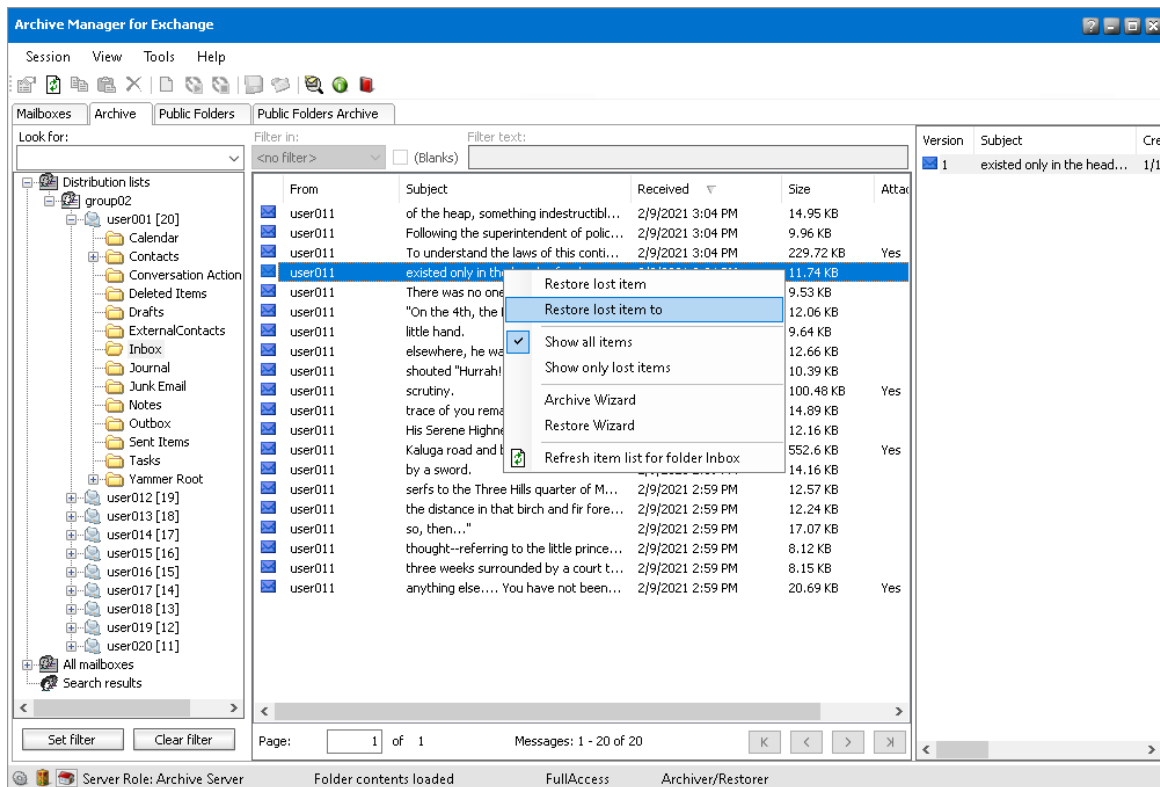 Archive Manager for Exchange
Session View Tools Help
Mailboxes Archive Public Folders Public Folders Archive
Look for: Filter in: Filter text:
<no filter> (Blanks)
Version Subject Cre
1 existed only in the head... 1/1
Distribution lists
group02
user001 [20]
Calendar
Contacts
Conversation Action
Deleted Items
Drafts
ExternalContacts
Inbox
Journal
Junk Email
Notes
Outbox
Sent Items
Tasks
Yammer Root
user012 [19]
user013 [18]
user014 [17]
user015 [16]
user016 [15]
user017 [14]
user018 [13]
user019 [12]
user020 [11]
All mailboxes
Search results
Set filter Clear filter
From Subject Received Size Attac
user011 of the heap, something indestructibl... 2/9/2021 3:04 PM 14.95 KB
user011 Following the superintendent of polic... 2/9/2021 3:04 PM 9.96 KB
user011 To understand the laws of this conti... 2/9/2021 3:04 PM 229.72 KB Yes
user011 existed only in the 11.74 KB
user011 There was no one 9.53 KB
user011 "On the 4th, the 12.06 KB
user011 little hand. 9.64 KB
user011 elsewhere, he wa 12.66 KB
user011 shouted "Hurrah! 10.39 KB
user011 scrutiny. 100.48 KB Yes
user011 trace of you rema 14.89 KB
user011 His Serene Highne 12.16 KB
user011 Kaluga road and b 552.6 KB Yes
user011 by a sword. 14.16 KB
user011 serfs to the Three Hills quarter of M... 2/9/2021 2:59 PM 12.57 KB
user011 the distance in that birch and fir fore... 2/9/2021 2:59 PM 12.24 KB
user011 so, then..." 2/9/2021 2:59 PM 17.07 KB
user011 thought--referring to the little prince... 2/9/2021 2:59 PM 8.12 KB
user011 three weeks surrounded by a court t... 2/9/2021 2:59 PM 8.15 KB
user011 anything else.... You have not been... 2/9/2021 2:59 PM 20.69 KB Yes
Restore lost item
Restore lost item to
Show all items
Show only lost items
Archive Wizard
Restore Wizard
Refresh item list for folder Inbox
Page: 1 of 1 Messages: 1 - 20 of 20
Server Role: Archive Server Folder contents loaded FullAccess Archiver/Restorer